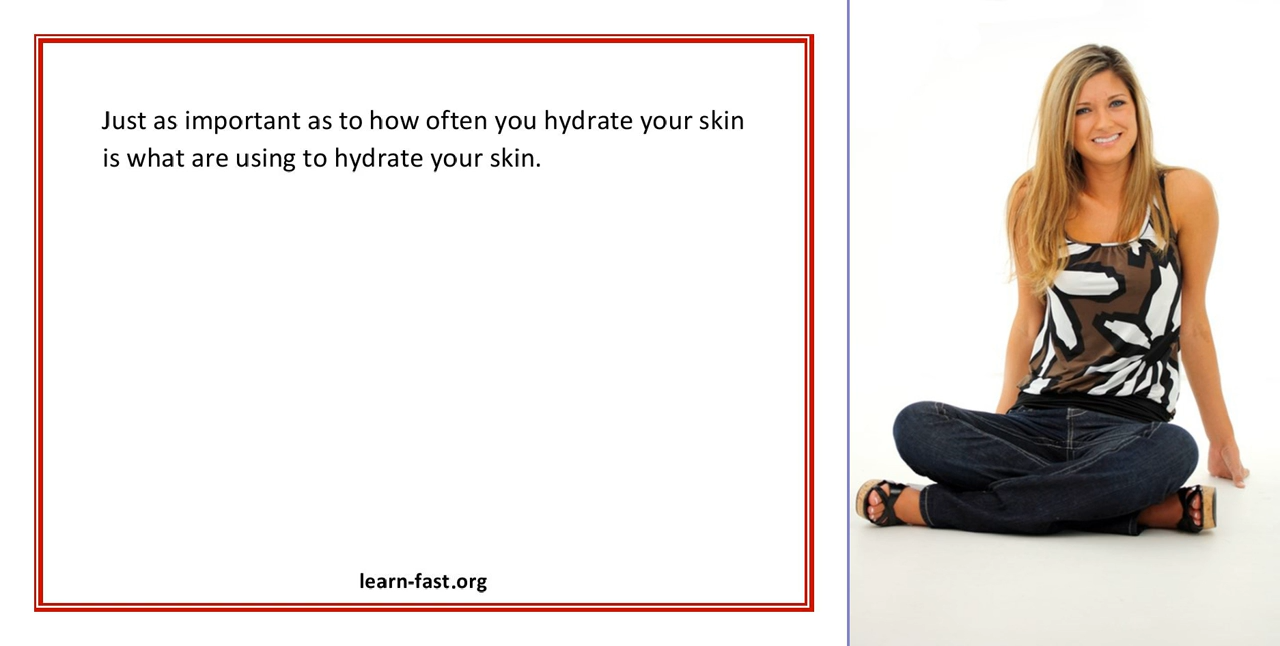 Just as important as to how often you hydrate your skin
is what are using to hydrate your skin.
learn-fast.org